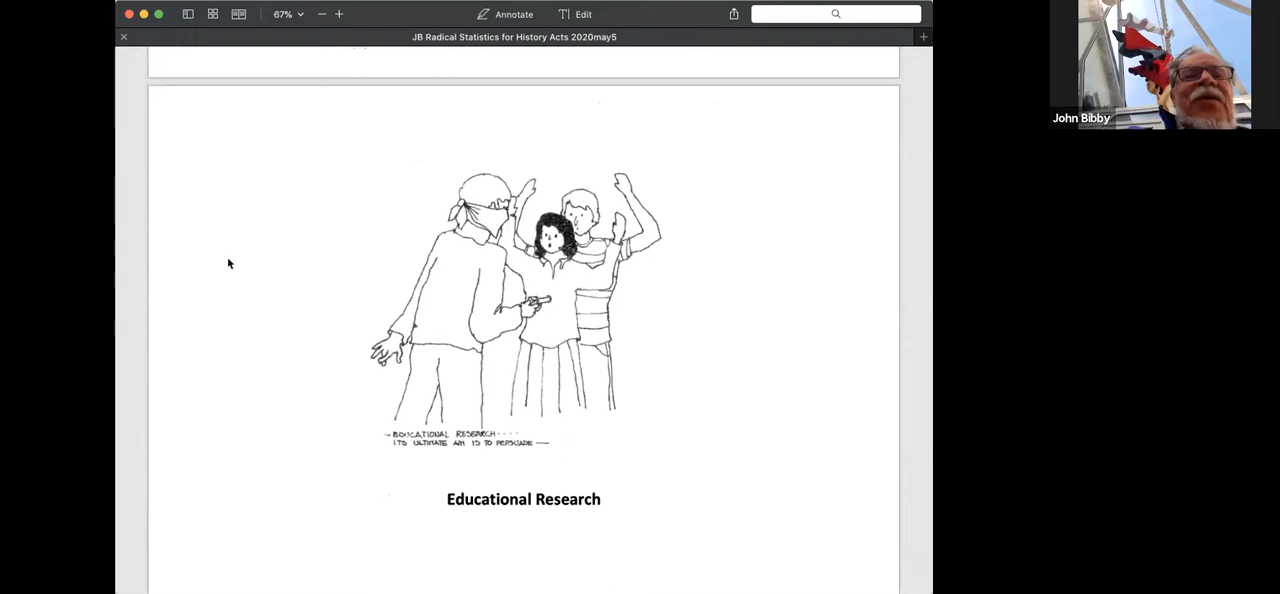 67%
Annotate
Edit
JB Radical Statistics for History Acts 2020may5
John Bibby
- EDUCATIONAL RESEARCH ....
ITS ULTIMATE AIM IS TO PERSUADE —
Educational Research